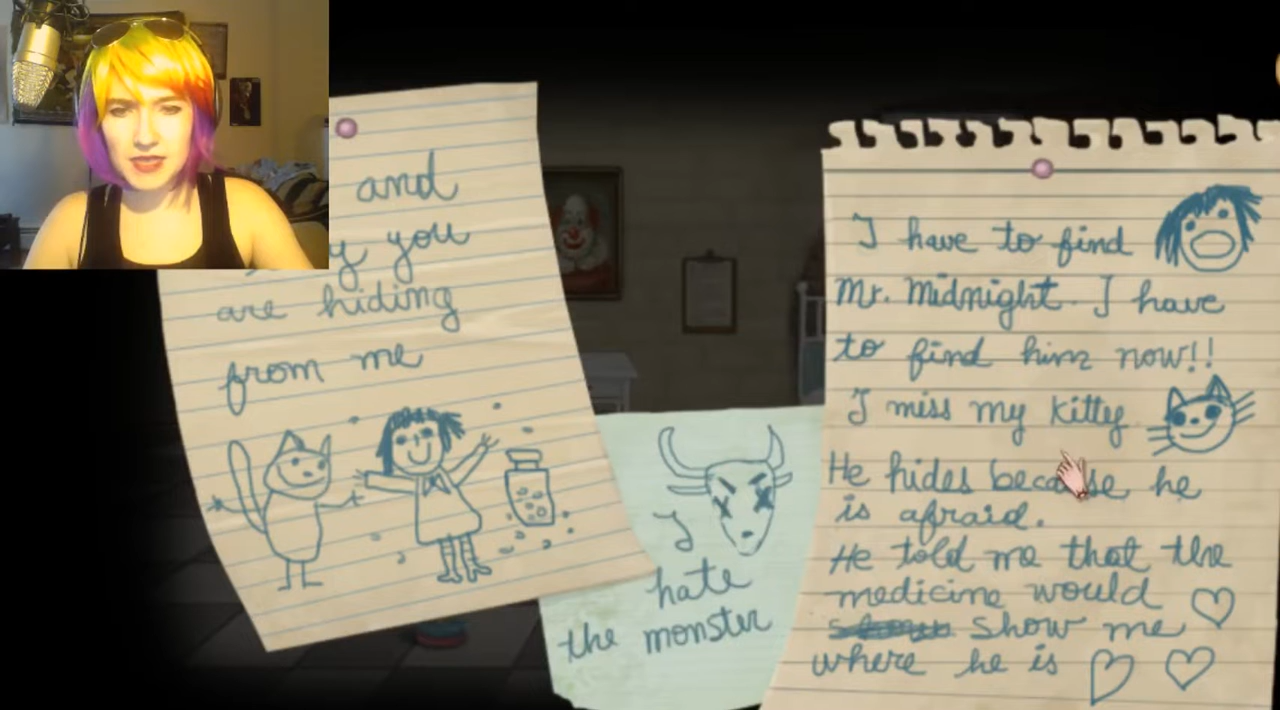 and
you
are hiding
from me
I
hate
the monster
I have to find
Mr. Midnight. I have
to find him now!!
I miss my kitty
He hides because he
is afraid.
He told me that the
medicine would
show me
where he is